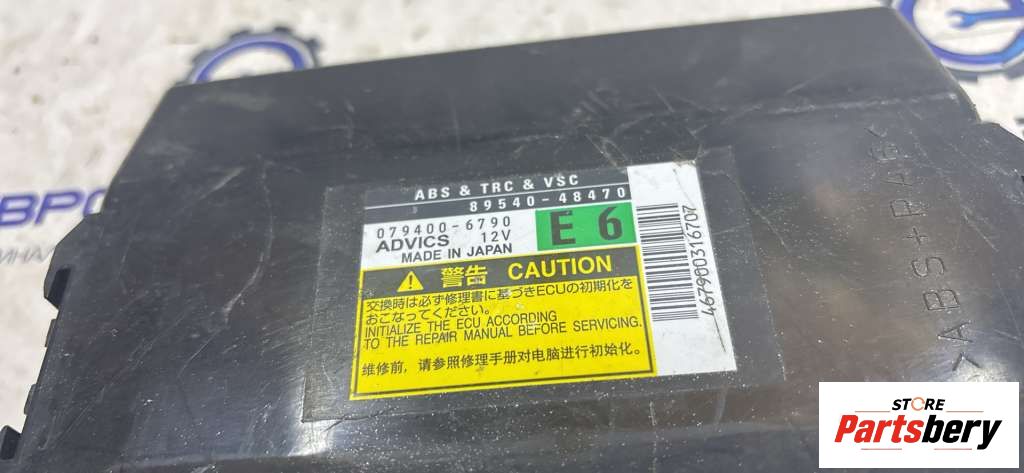 ABS & TRC & VSC
89540-48470
079400-6790
ADVICS 12V
MADE IN JAPAN
E 6
警告 CAUTION
交換時は必ず修理書に基づきECUの初期化を
おこなってください。
INITIALIZE THE ECU ACCORDING
TO THE REPAIR MANUAL BEFORE SERVICING.
维修前，请参照修理手册对电脑进行初始化。
467900316707
>ABS+PA6<
STORE
Partsbery